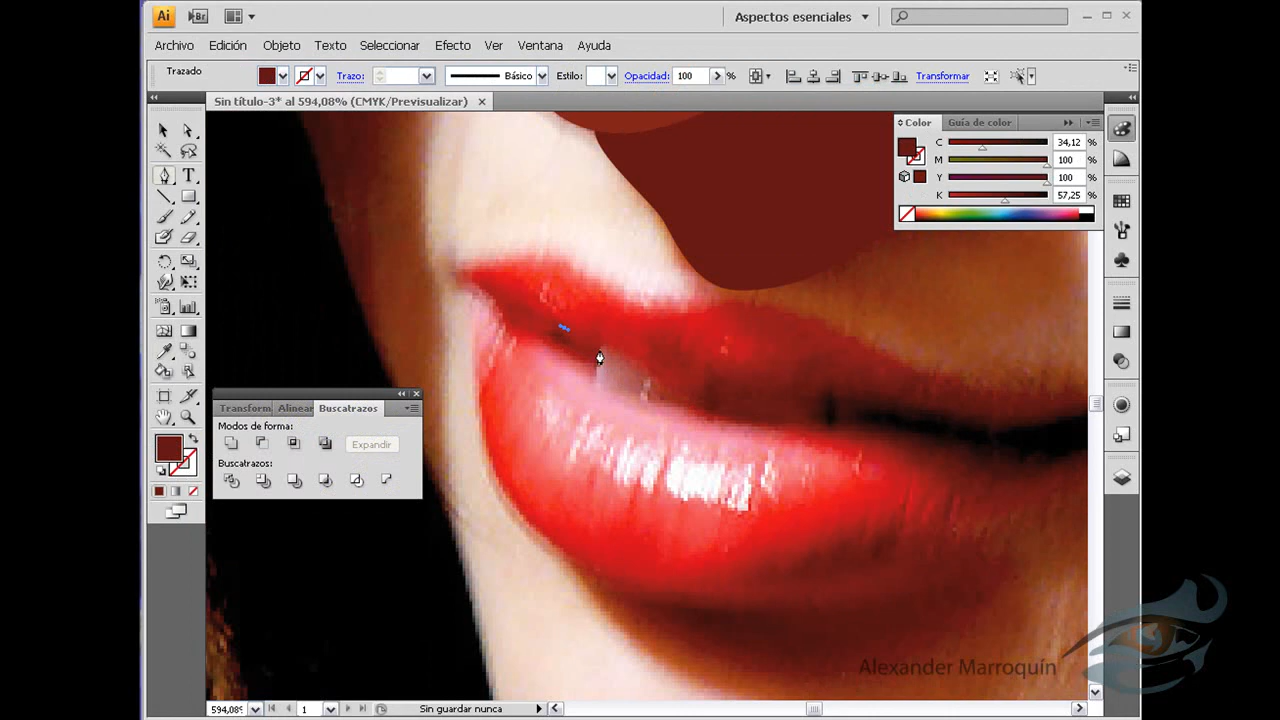 Ai Br Aspectos esenciales
Archivo Edición Objeto Texto Seleccionar Efecto Ver Ventana Ayuda
Trazado Trazo: Básico Estilo: Opacidad: 100 % Transformar
Sin título-3* al 594,08% (CMYK/Previsualizar)
Color Guía de color
C 34,12 %
M 100 %
Y 100 %
K 57,25 %
T
Transform Alinear Buscatrazos
Modos de forma:
Expandir
Buscatrazos:
Alexander Marroquín
594,08% 1 Sin guardar nunca